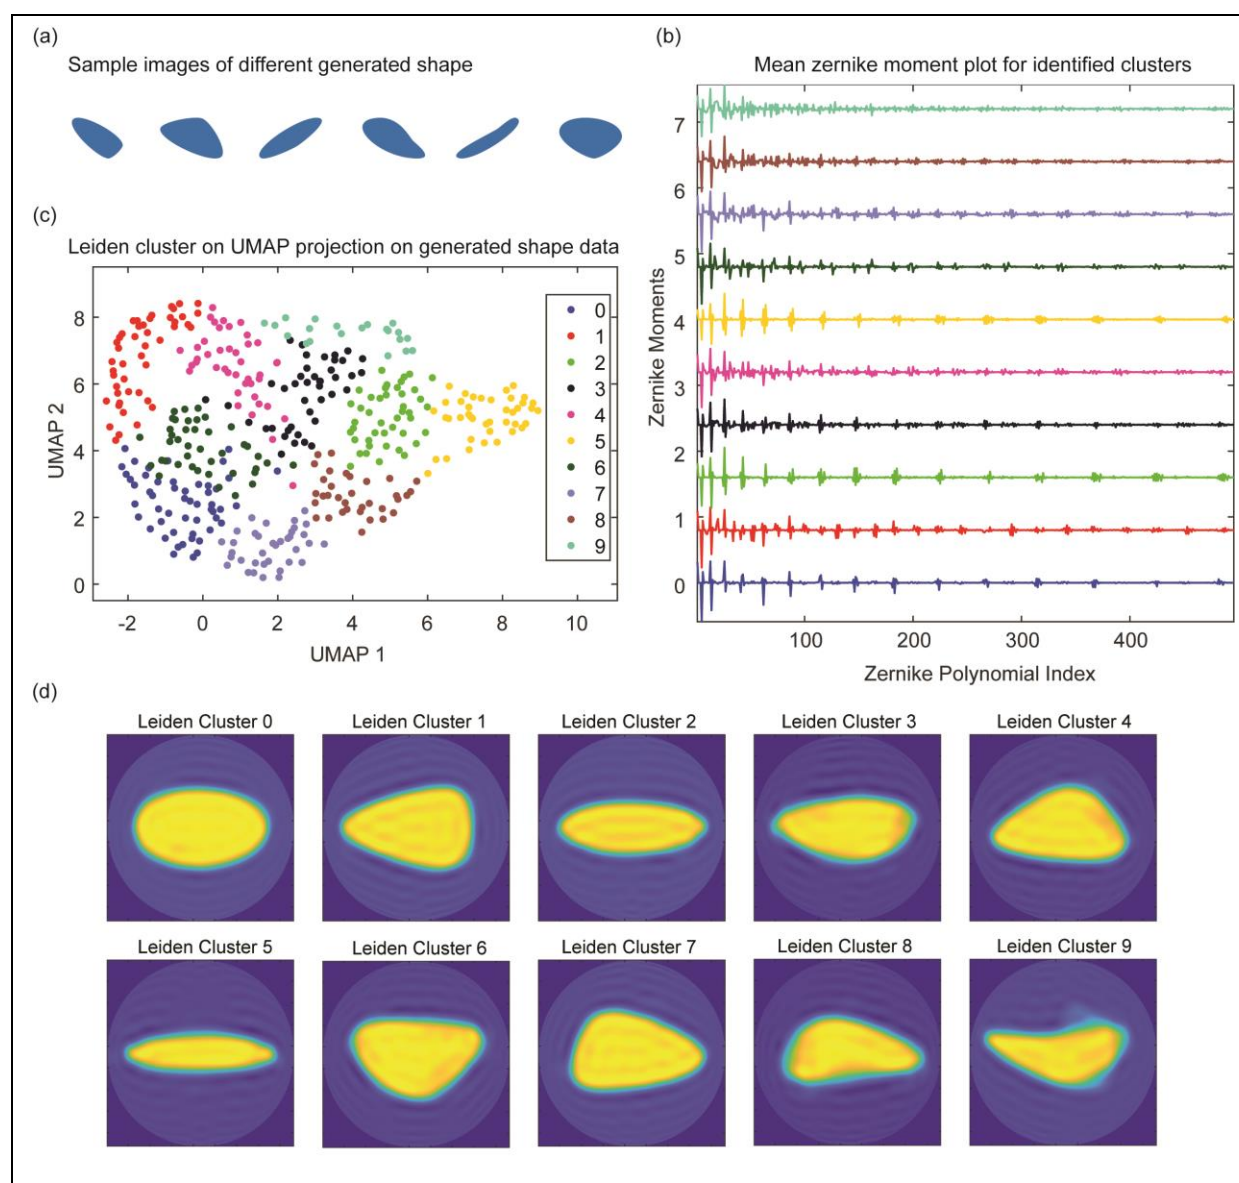 (a)
Sample images of different generated shape
(b)
Mean zernike moment plot for identified clusters
7
6
5
4
3
2
1
0
Zernike Moments
100
200
300
400
Zernike Polynomial Index
(c)
Leiden cluster on UMAP projection on generated shape data
8
6
4
2
0
UMAP 2
-2
0
2
4
6
8
10
UMAP 1
0
1
2
3
4
5
6
7
8
9
(d)
Leiden Cluster 0
Leiden Cluster 1
Leiden Cluster 2
Leiden Cluster 3
Leiden Cluster 4
Leiden Cluster 5
Leiden Cluster 6
Leiden Cluster 7
Leiden Cluster 8
Leiden Cluster 9